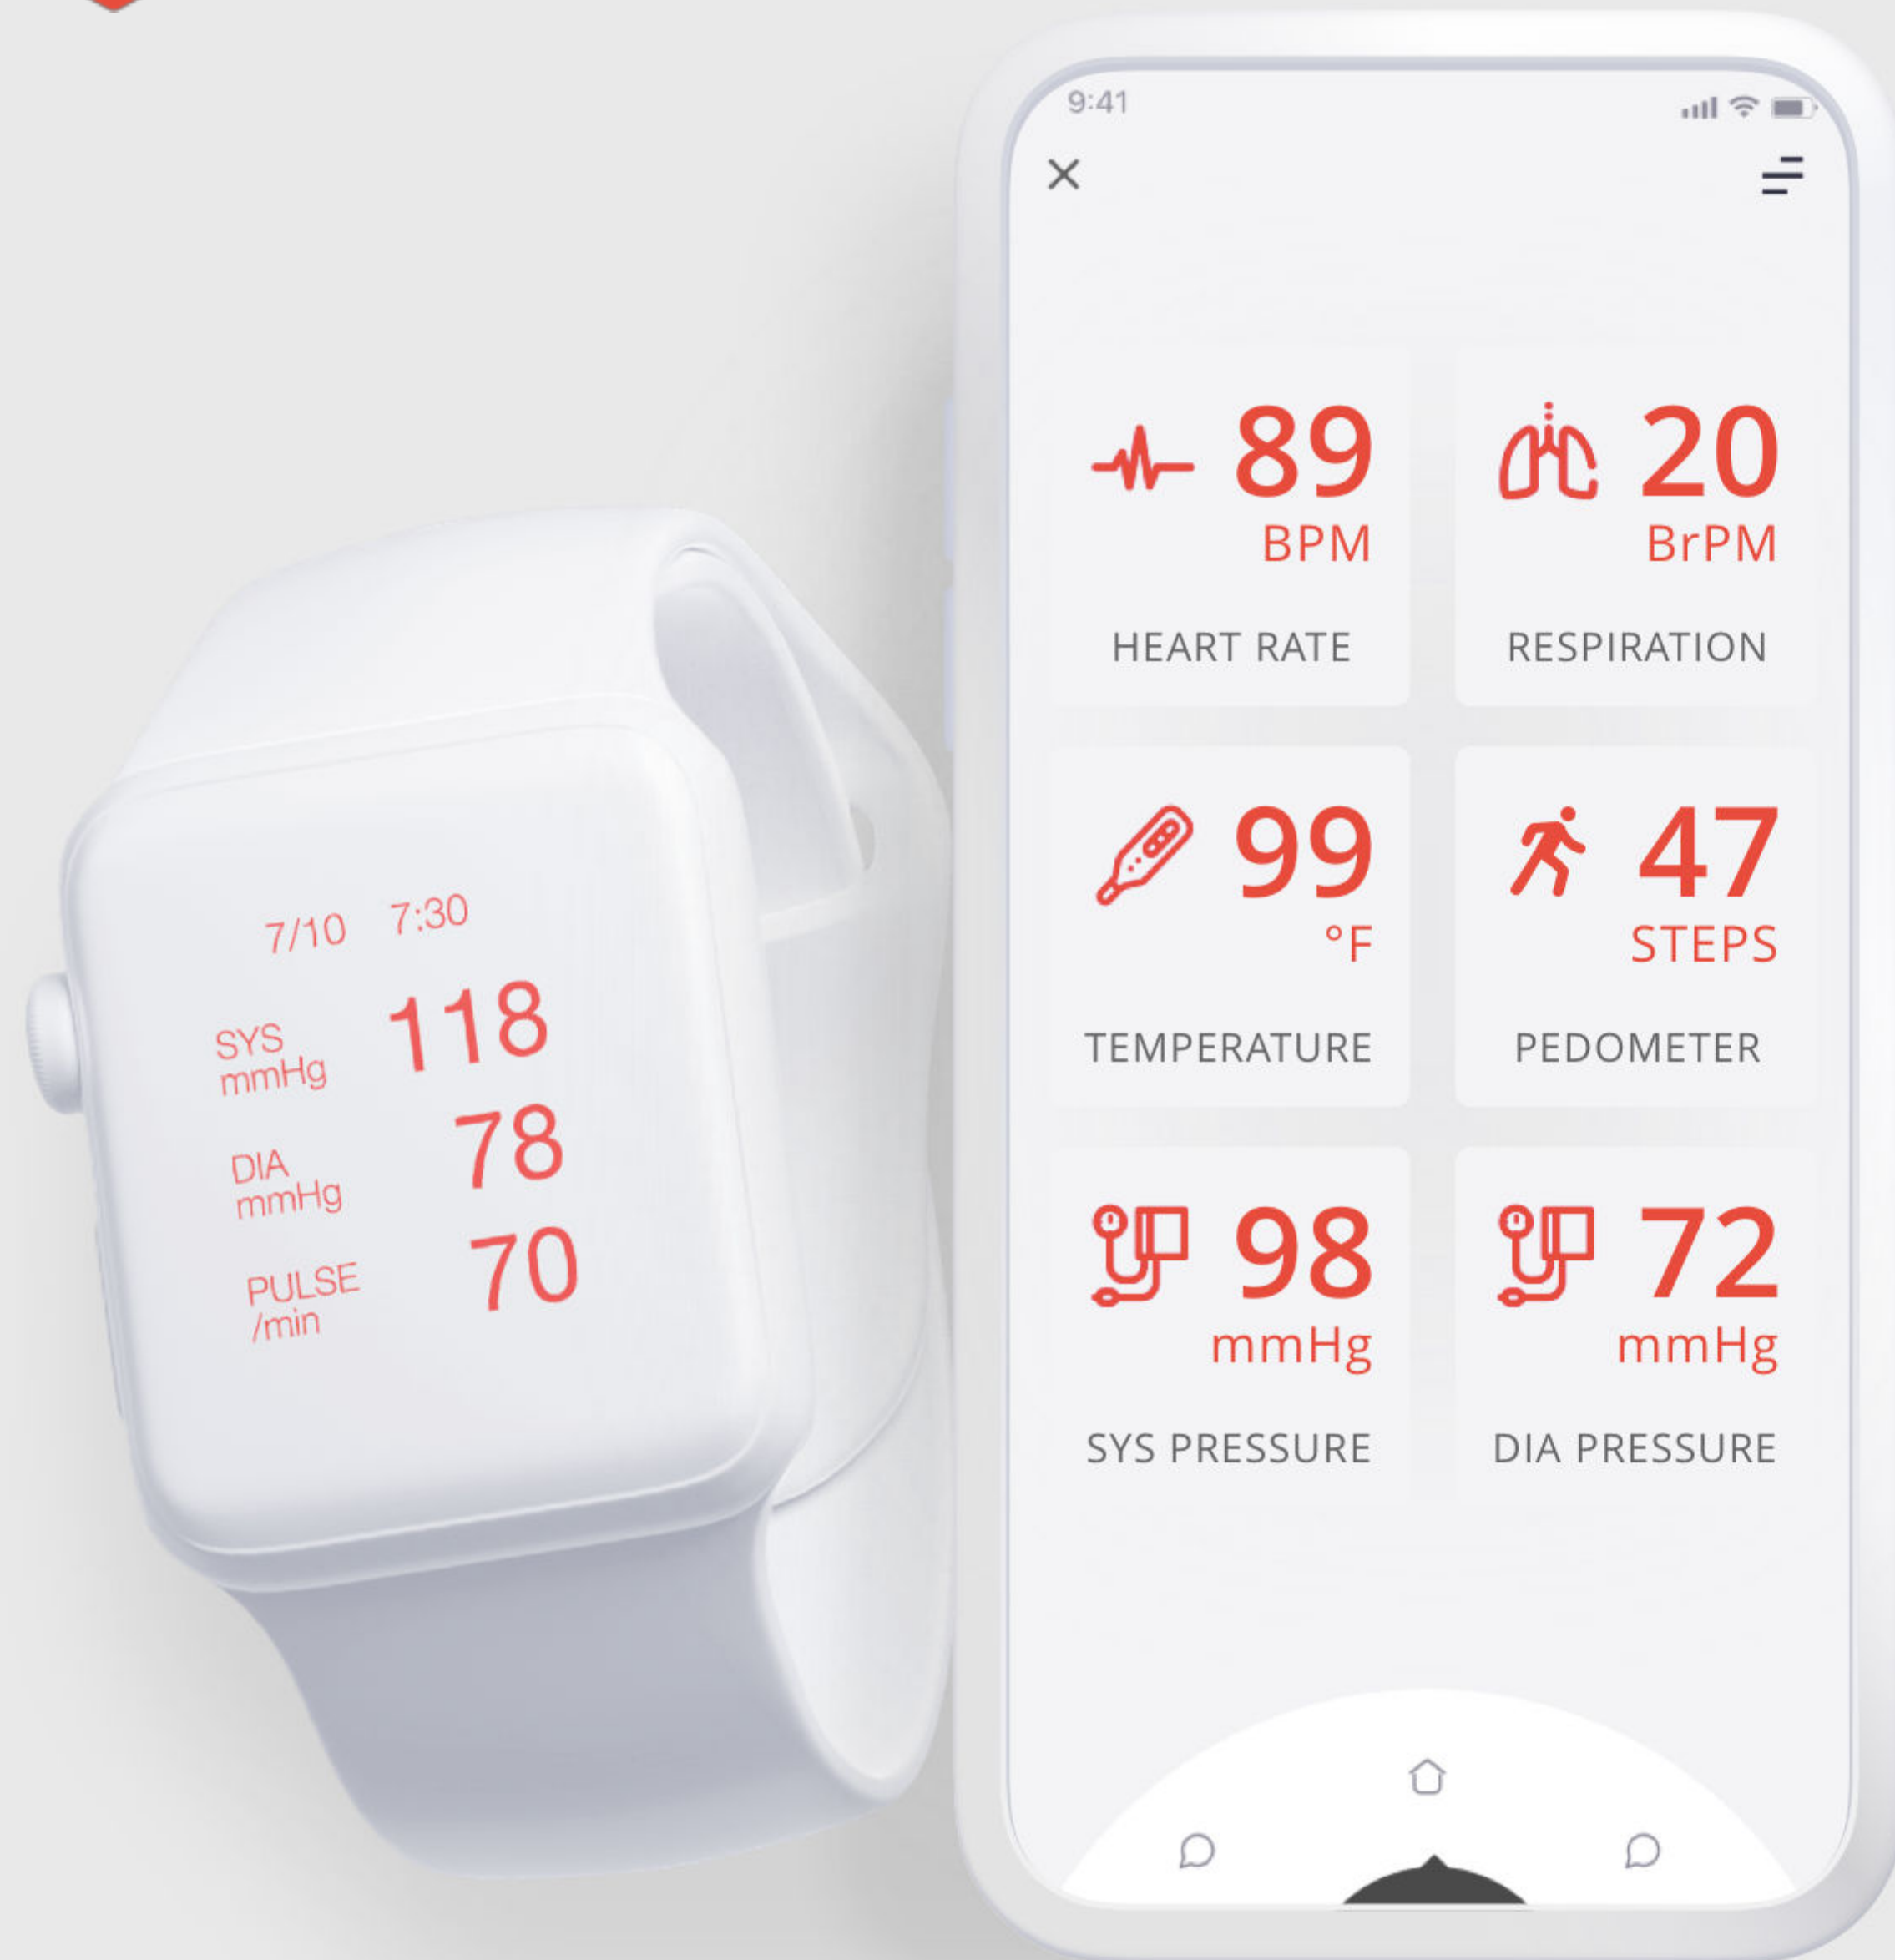 7/10 7:30
SYS
mmHg
118
DIA
mmHg
78
PULSE
/min
70
9:41
89
BPM
HEART RATE
20
BrPM
RESPIRATION
99
°F
TEMPERATURE
47
STEPS
PEDOMETER
98
mmHg
SYS PRESSURE
72
mmHg
DIA PRESSURE